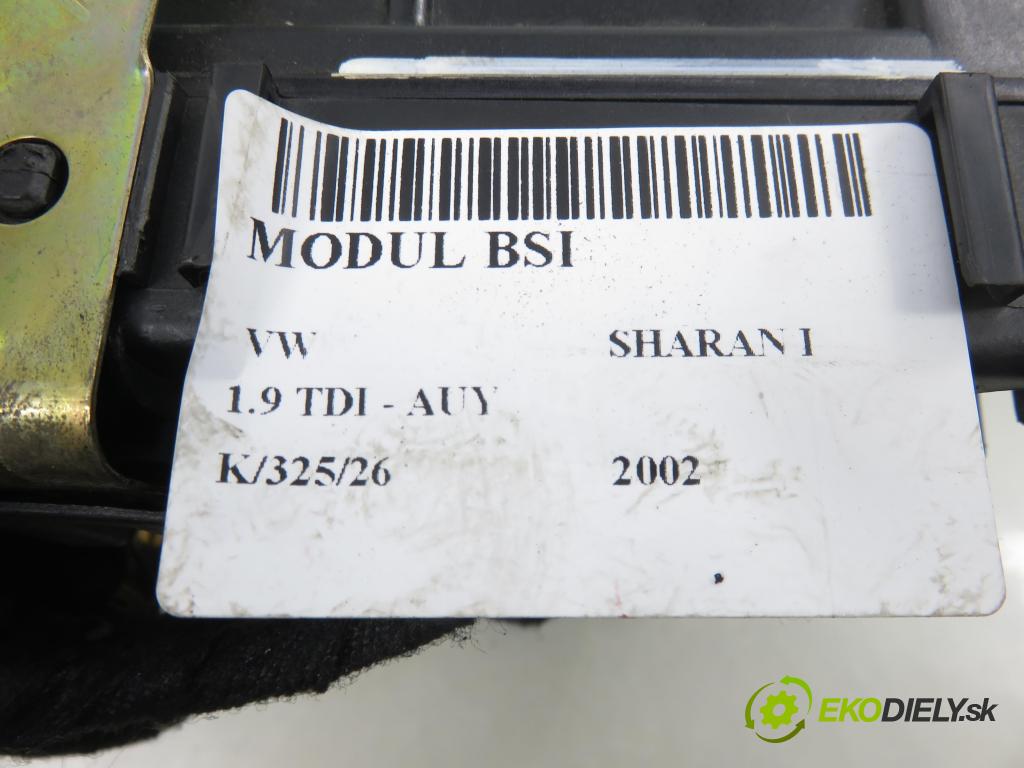 MODUL BSI
VW SHARAN I
1.9 TDI - AUY
K/325/26 2002
EKODIELY.sk